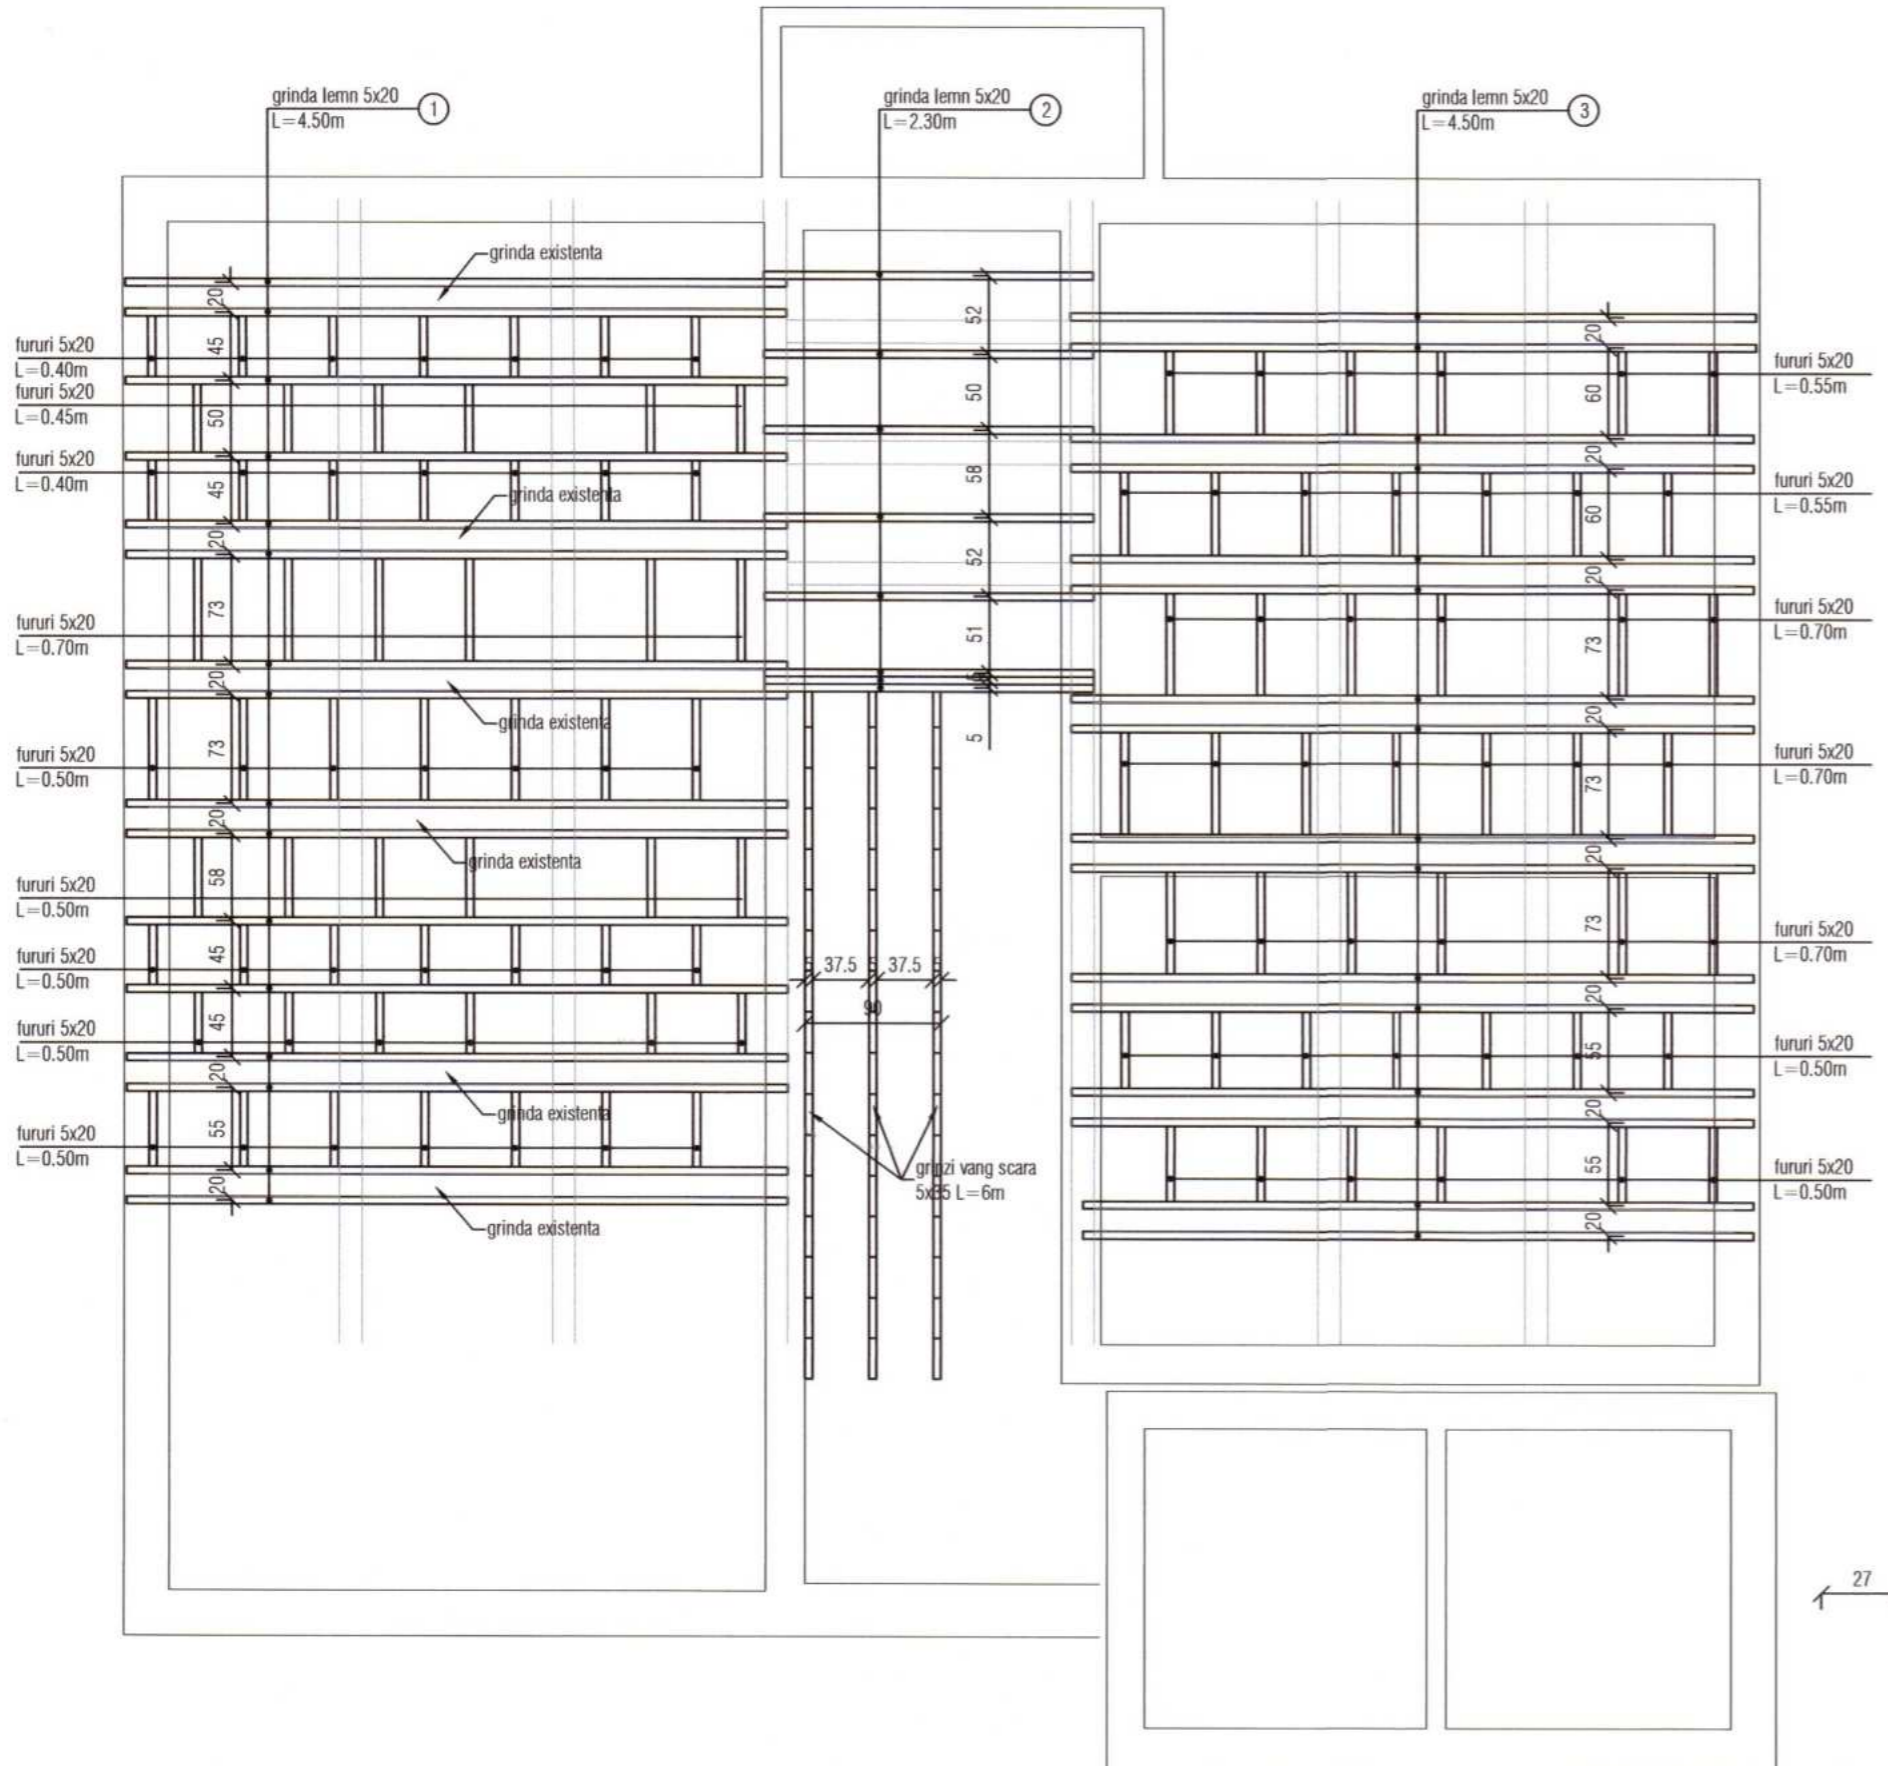 grinda lemn 5x20
L=4.50m
1
grinda lemn 5x20
L=2.30m
2
grinda lemn 5x20
L=4.50m
3
fururi 5x20
L=0.40m
fururi 5x20
L=0.45m
fururi 5x20
L=0.40m
fururi 5x20
L=0.70m
fururi 5x20
L=0.50m
fururi 5x20
L=0.50m
fururi 5x20
L=0.50m
fururi 5x20
L=0.50m
fururi 5x20
L=0.50m
20
45
50
45
20
73
20
73
20
58
45
45
20
55
20
grinda existenta
grinda existenta
grinda existenta
grinda existenta
grinda existenta
grinda existenta
52
50
58
52
51
5
5 37.5 5 37.5 5
90
grinzi vang scara
5x35 L=6m
20
60
20
60
20
73
20
73
20
73
20
55
20
55
20
fururi 5x20
L=0.55m
fururi 5x20
L=0.55m
fururi 5x20
L=0.70m
fururi 5x20
L=0.70m
fururi 5x20
L=0.70m
fururi 5x20
L=0.50m
fururi 5x20
L=0.50m
27